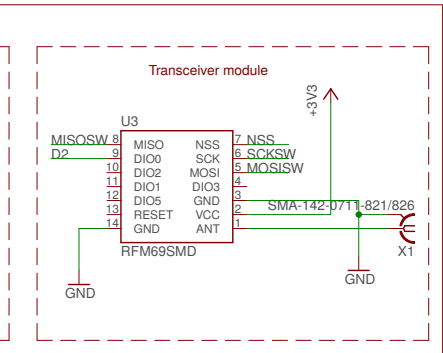 Transceiver module
+3V3
U3
MISOSW 8 MISO NSS 7 NSS
D2 9 DIO0 SCK 6 SCKSW
10 DIO2 MOSI 5 MOSISW
11 DIO1 DIO3 4
12 DIO5 GND 3
SMA-142-0711-821/826
13 RESET VCC 2
14 GND ANT 1
RFM69SMD
X1
GND
GND